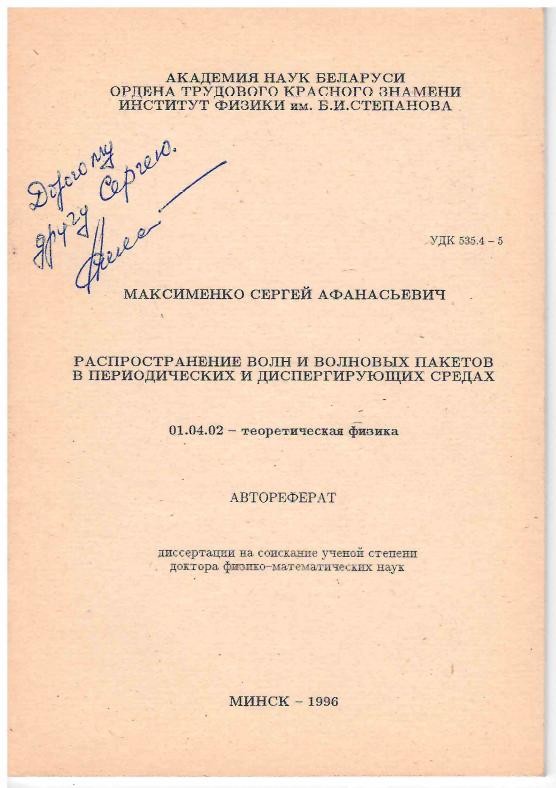 АКАДЕМИЯ НАУК БЕЛАРУСИ
ОРДЕНА ТРУДОВОГО КРАСНОГО ЗНАМЕНИ
ИНСТИТУТ ФИЗИКИ им. Б.И.СТЕПАНОВА
Дорогому
другу Сергею.
УДК 535.4 – 5
МАКСИМЕНКО СЕРГЕЙ АФАНАСЬЕВИЧ
РАСПРОСТРАНЕНИЕ ВОЛН И ВОЛНОВЫХ ПАКЕТОВ
В ПЕРИОДИЧЕСКИХ И ДИСПЕРГИРУЮЩИХ СРЕДАХ
01.04.02 – теоретическая физика
АВТОРЕФЕРАТ
диссертации на соискание ученой степени
доктора физико–математических наук
МИНСК – 1996